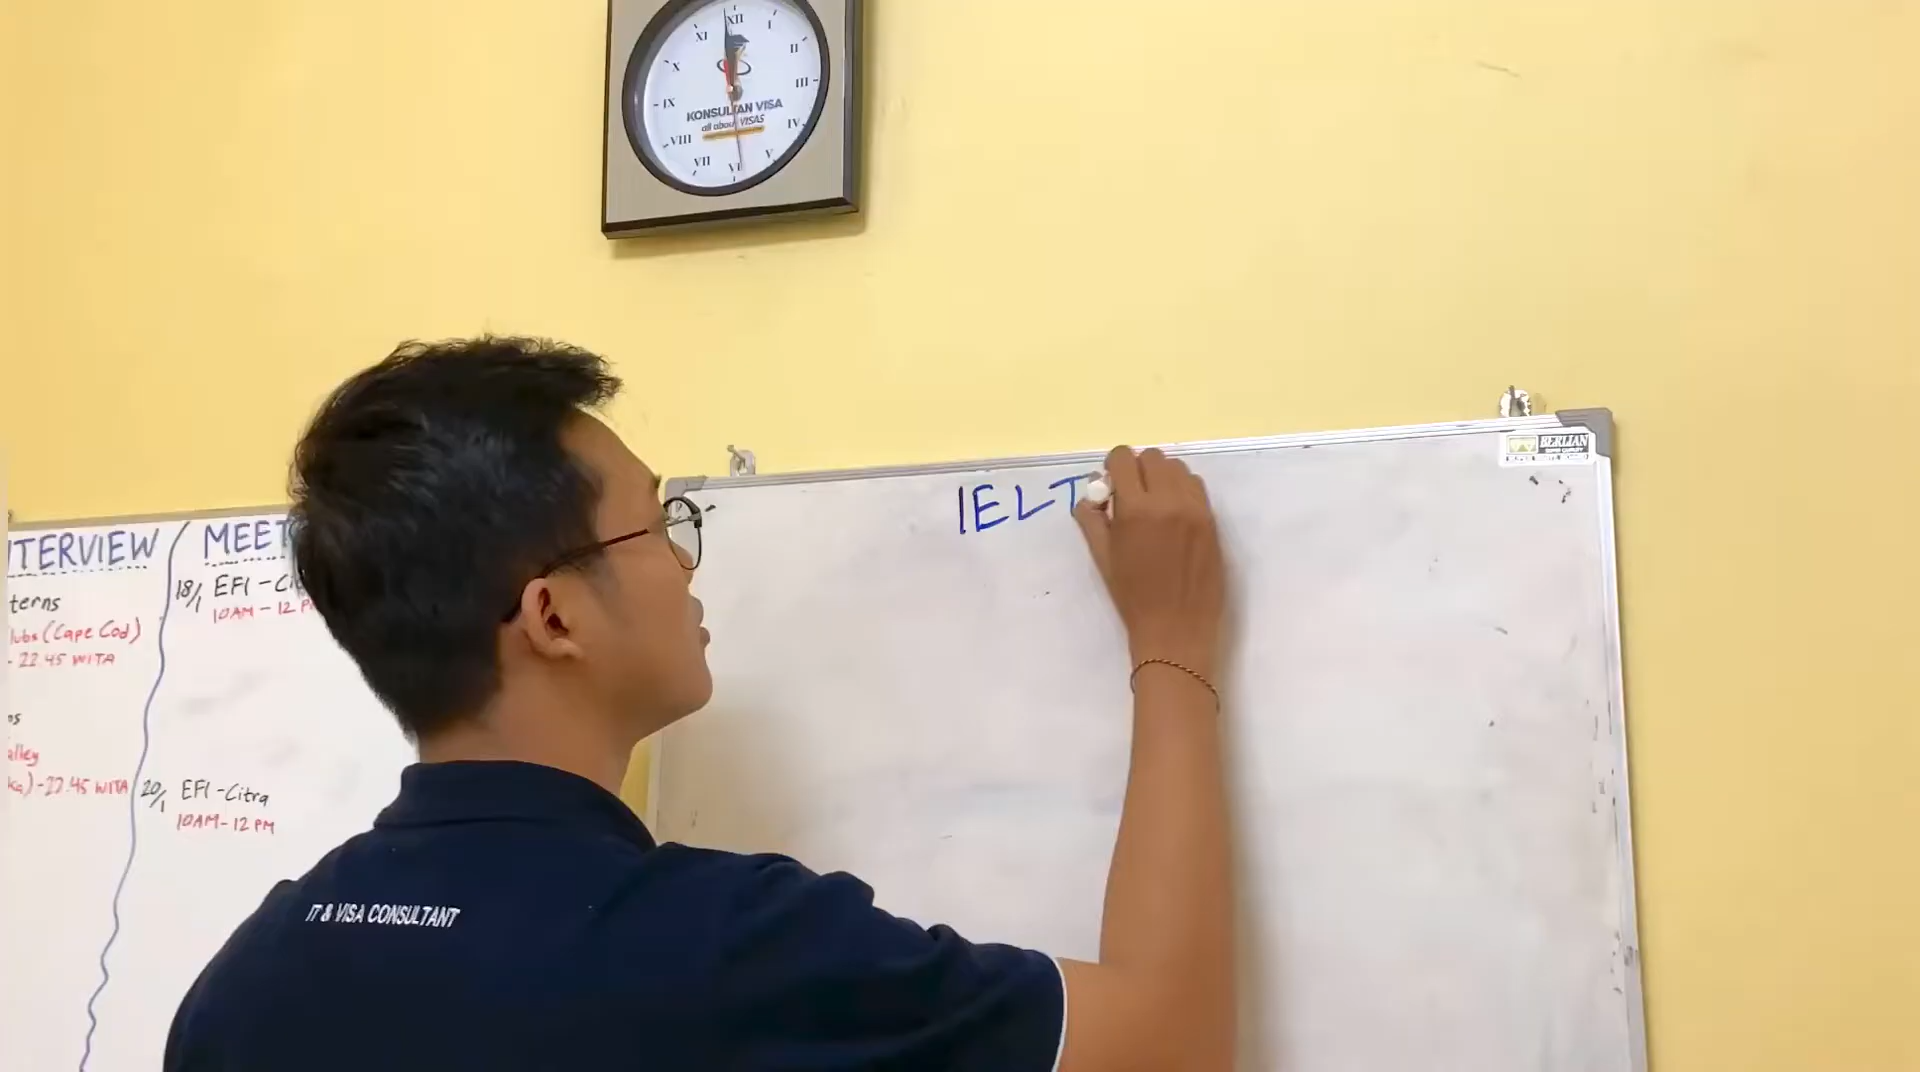 XII
I
II
III
IV
V
VI
VII
VIII
IX
X
XI
KONSULTAN VISA
all about VISAS
BERLIAN
IELT
TERVIEW
MEET
terns
lubs (Cape Cod)
- 22.45 WITA
os
alley
ka) - 22.45 WITA
18/1 EFI - Ci
10AM - 12 PM
20/1 EFI - Citra
10AM - 12 PM
IT & VISA CONSULTANT